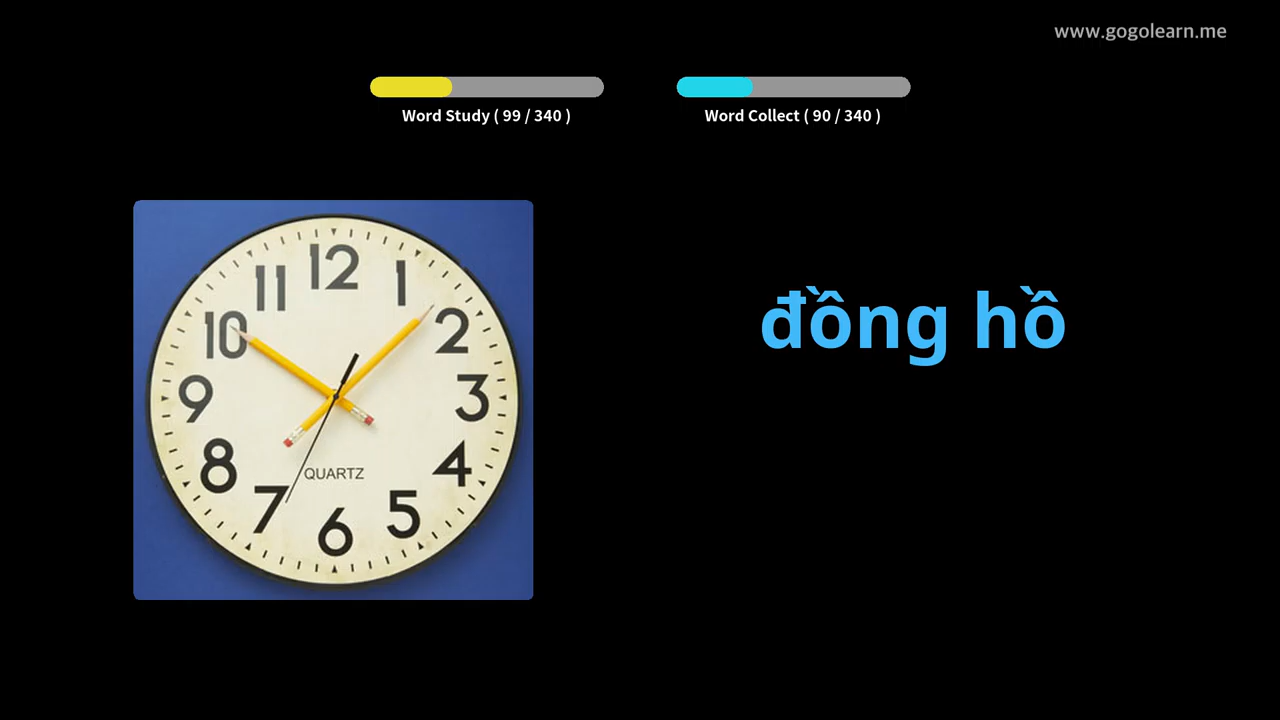 www.gogolearn.me
Word Study ( 99 / 340 )
Word Collect ( 90 / 340 )
12
11
1
10
2
9
3
8
4
QUARTZ
7
5
6
đồng hồ